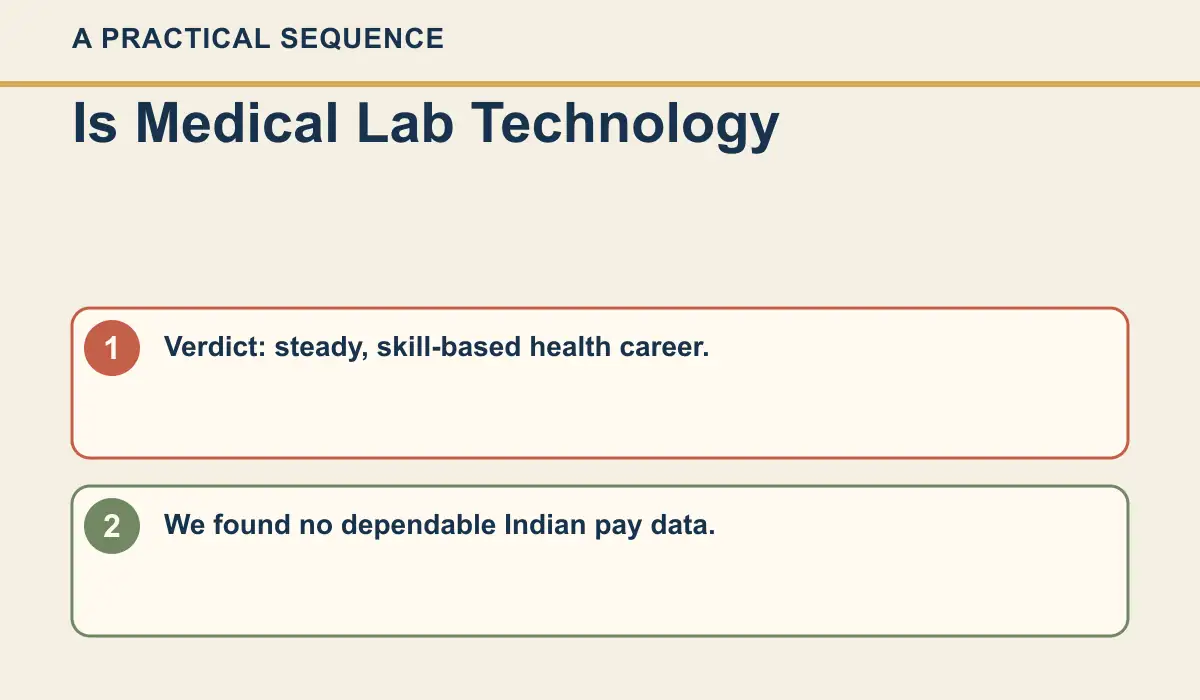 A PRACTICAL SEQUENCE
Is Medical Lab Technology
1 Verdict: steady, skill-based health career.
2 We found no dependable Indian pay data.